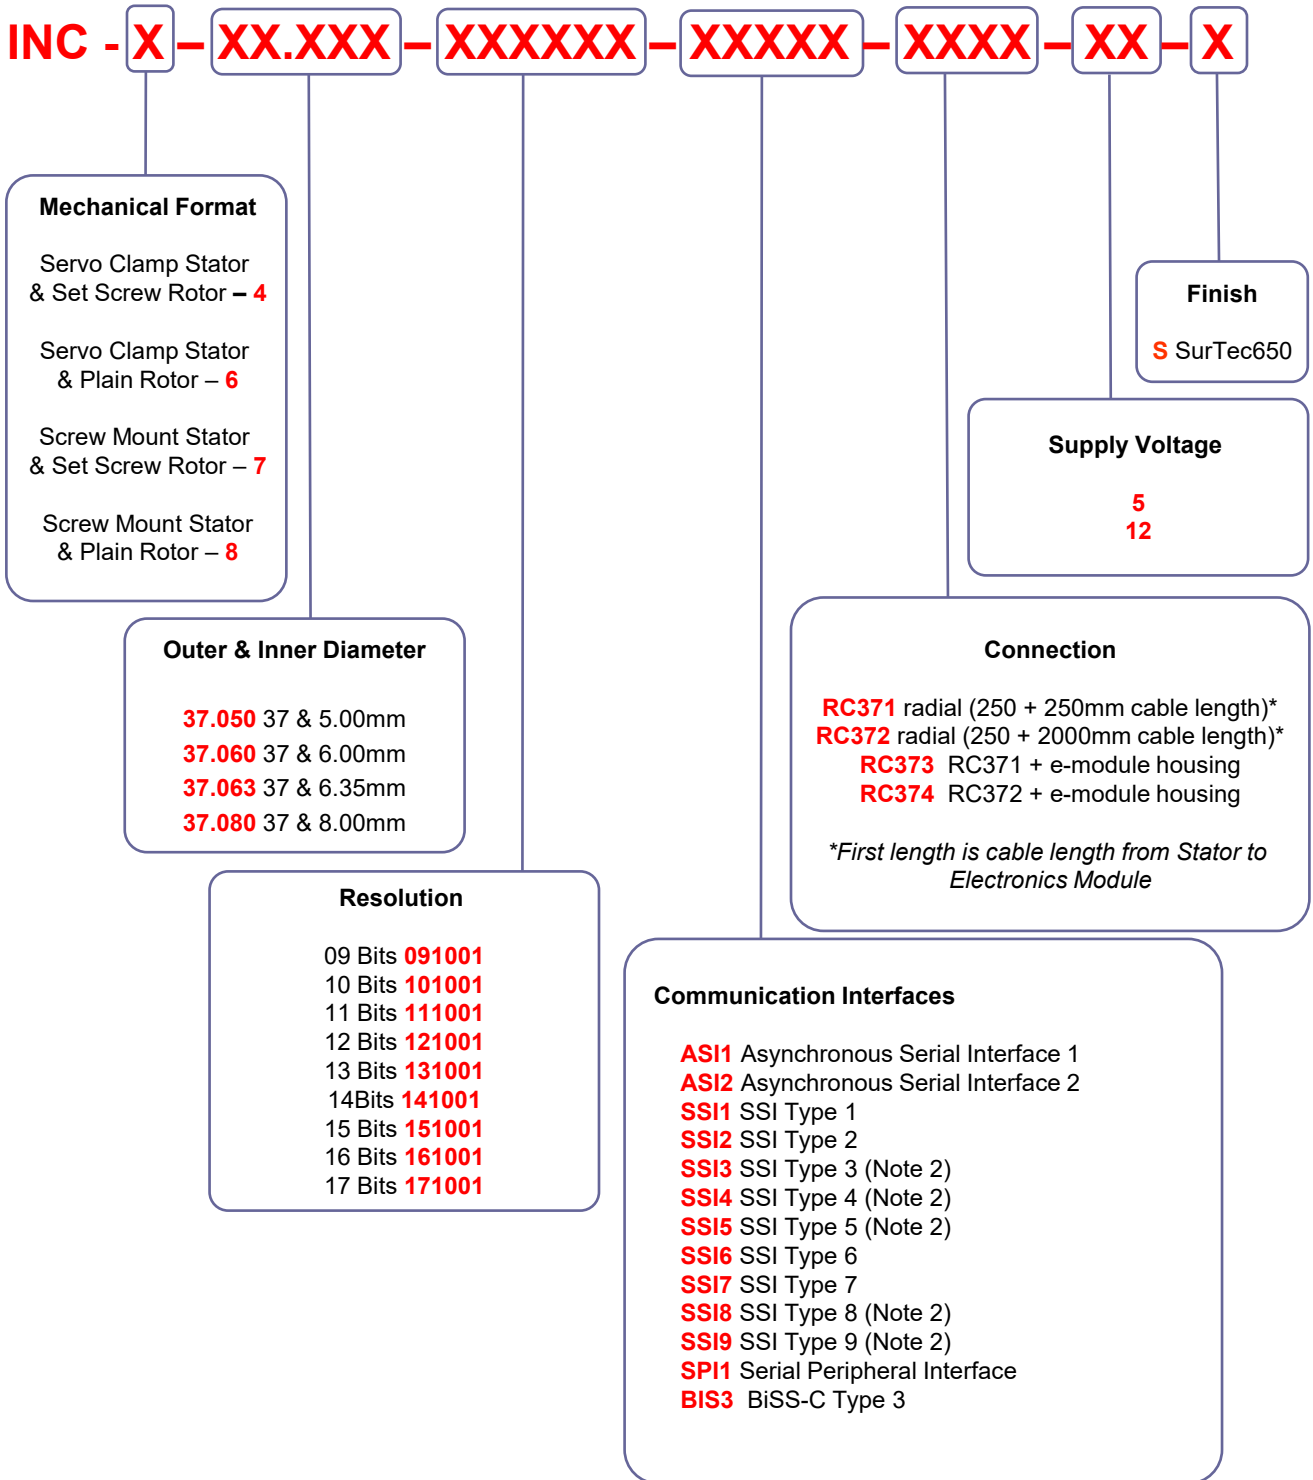 INC - X – XX.XXX – XXXXXX – XXXXX – XXXX – XX – X
Mechanical Format
Servo Clamp Stator
& Set Screw Rotor – 4
Servo Clamp Stator
& Plain Rotor – 6
Screw Mount Stator
& Set Screw Rotor – 7
Screw Mount Stator
& Plain Rotor – 8
Finish
S SurTec650
Supply Voltage
5
12
Outer & Inner Diameter
37.050 37 & 5.00mm
37.060 37 & 6.00mm
37.063 37 & 6.35mm
37.080 37 & 8.00mm
Connection
RC371 radial (250 + 250mm cable length)*
RC372 radial (250 + 2000mm cable length)*
RC373 RC371 + e-module housing
RC374 RC372 + e-module housing
*First length is cable length from Stator to
Electronics Module
Resolution
09 Bits 091001
10 Bits 101001
11 Bits 111001
12 Bits 121001
13 Bits 131001
14Bits 141001
15 Bits 151001
16 Bits 161001
17 Bits 171001
Communication Interfaces
ASI1 Asynchronous Serial Interface 1
ASI2 Asynchronous Serial Interface 2
SSI1 SSI Type 1
SSI2 SSI Type 2
SSI3 SSI Type 3 (Note 2)
SSI4 SSI Type 4 (Note 2)
SSI5 SSI Type 5 (Note 2)
SSI6 SSI Type 6
SSI7 SSI Type 7
SSI8 SSI Type 8 (Note 2)
SSI9 SSI Type 9 (Note 2)
SPI1 Serial Peripheral Interface
BIS3 BiSS-C Type 3